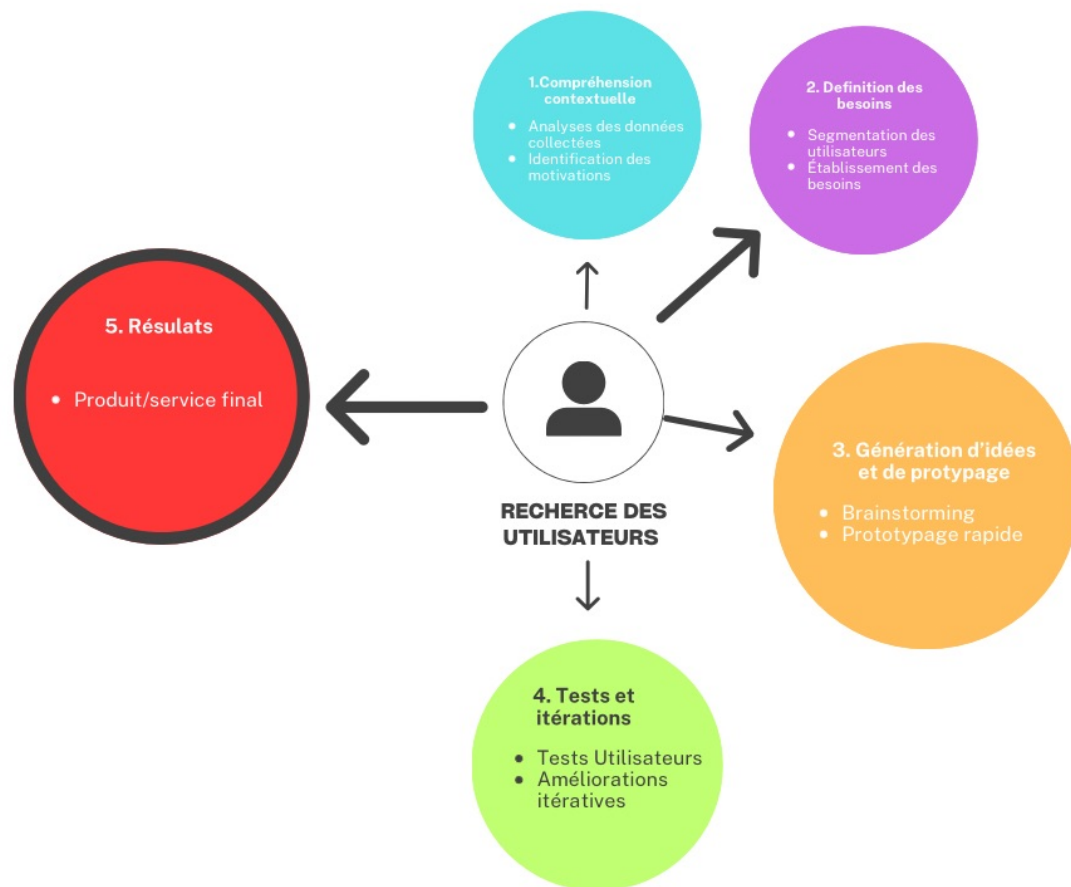 1.Compréhension
contextuelle
• Analyses des données
collectées
• Identification des
motivations
2. Definition des
besoins
• Segmentation des
utilisateurs
• Établissement des
besoins
5. Résulats
• Produit/service final
3. Génération d'idées
et de protypage
• Brainstorming
• Prototypage rapide
RECHERCE DES
UTILISATEURS
4. Tests et
itérations
• Tests Utilisateurs
• Améliorations
itératives